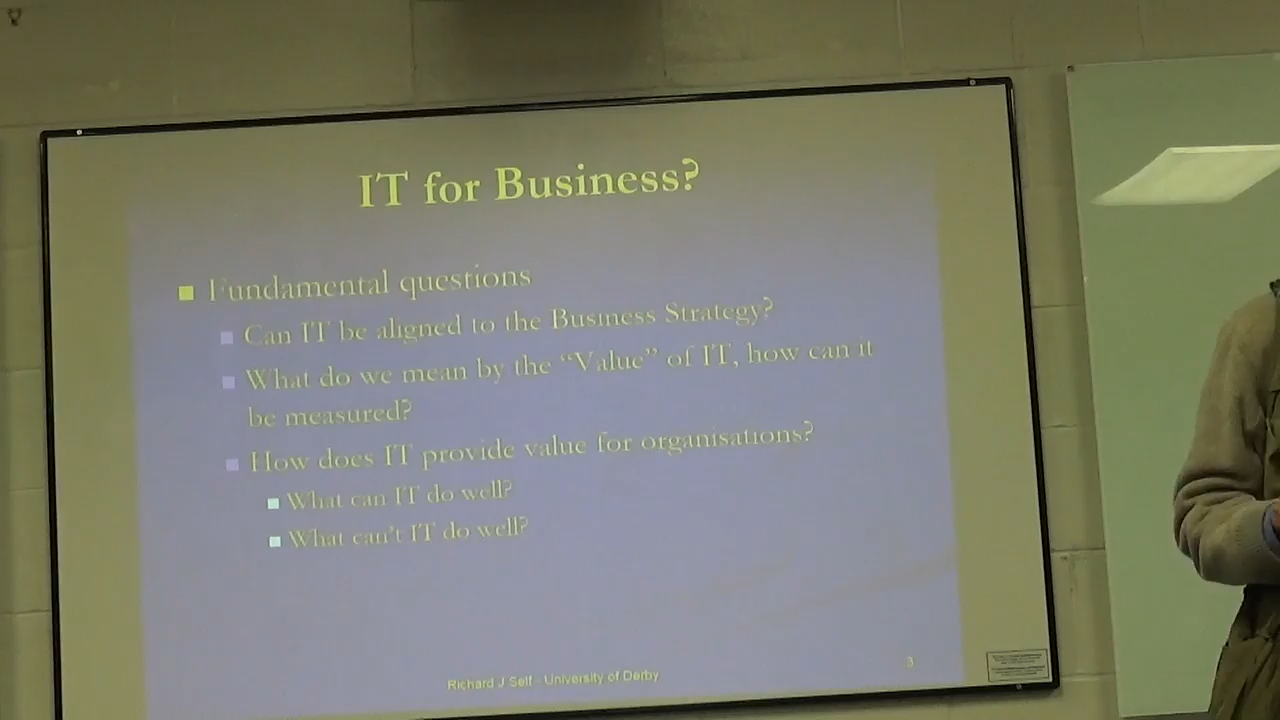 IT for Business?
Fundamental questions
Can IT be aligned to the Business Strategy?
What do we mean by the “Value” of IT, how can it
be measured?
How does IT provide value for organisations?
What can IT do well?
What can't IT do well?
Richard J Self - University of Derby
3